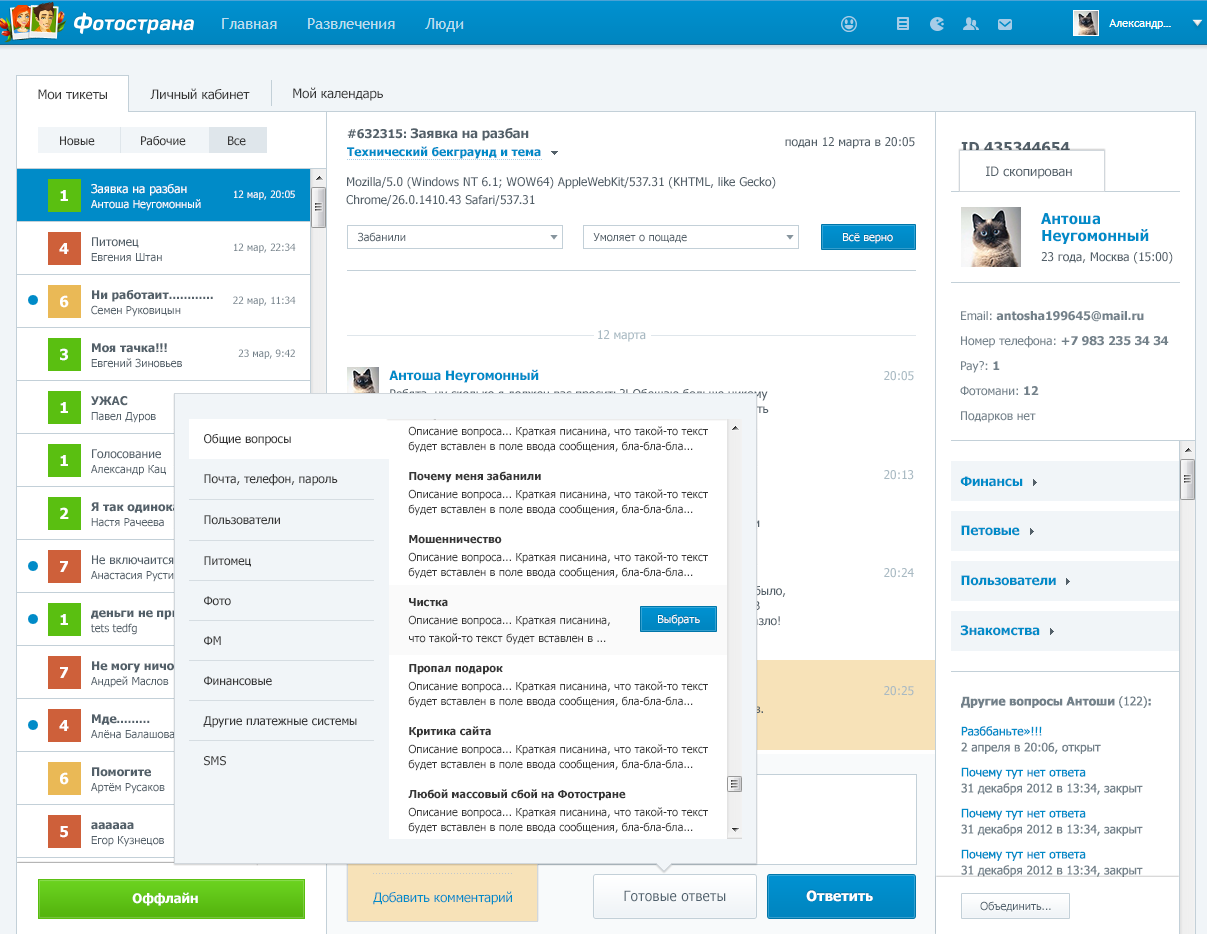 Фотострана
Главная
Развлечения
Люди
Александр...
Мои тикеты
Личный кабинет
Мой календарь
Новые
Рабочие
Все
1
Заявка на разбан
Антоша Неугомонный
12 мар, 20:05
4
Питомец
Евгения Штан
12 мар, 22:34
6
Ни работаит............
Семен Руковицын
22 мар, 11:34
3
Моя тачка!!!
Евгений Зиновьев
23 мар, 9:42
1
УЖАС
Павел Дуров
1
Голосование
Александр Кац
2
Я так одинока
Настя Рачеева
7
Не включаится
Анастасия Русти
1
деньги не при
tets tedfg
7
Не могу ничо
Андрей Маслов
4
Мде.........
Алёна Балашова
6
Помогите
Артём Русаков
5
аааааа
Егор Кузнецов
Оффлайн
#632315: Заявка на разбан
Технический бекграунд и тема
подан 12 марта в 20:05
Mozilla/5.0 (Windows NT 6.1; WOW64) AppleWebKit/537.31 (KHTML, like Gecko)
Chrome/26.0.1410.43 Safari/537.31
Забанили
Умоляет о пощаде
Всё верно
12 марта
Антоша Неугомонный
20:05
Ребята, ну сколько я должен вас просить?! Обещаю больше никому
ть
20:13
и
20:24
было,
В
зло!
20:25
в.
Общие вопросы
Почта, телефон, пароль
Пользователи
Питомец
Фото
ФМ
Финансовые
Другие платежные системы
SMS
Описание вопроса... Краткая писанина, что такой-то текст
будет вставлен в поле ввода сообщения, бла-бла-бла...
Почему меня забанили
Описание вопроса... Краткая писанина, что такой-то текст
будет вставлен в поле ввода сообщения, бла-бла-бла...
Мошенничество
Описание вопроса... Краткая писанина, что такой-то текст
будет вставлен в поле ввода сообщения, бла-бла-бла...
Чистка
Описание вопроса... Краткая писанина,
что такой-то текст будет вставлен в ...
Выбрать
Пропал подарок
Описание вопроса... Краткая писанина, что такой-то текст
будет вставлен в поле ввода сообщения, бла-бла-бла...
Критика сайта
Описание вопроса... Краткая писанина, что такой-то текст
будет вставлен в поле ввода сообщения, бла-бла-бла...
Любой массовый сбой на Фотостране
Описание вопроса... Краткая писанина, что такой-то текст
будет вставлен в поле ввода сообщения, бла-бла-бла...
Добавить комментарий
Готовые ответы
Ответить
ID 435344654
ID скопирован
Антоша
Неугомонный
23 года, Москва (15:00)
Email: antosha199645@mail.ru
Номер телефона: +7 983 235 34 34
Pay?: 1
Фотомани: 12
Подарков нет
Финансы
Петовые
Пользователи
Знакомства
Другие вопросы Антоши (122):
Разббаньте»!!!
2 апреля в 20:06, открыт
Почему тут нет ответа
31 декабря 2012 в 13:34, закрыт
Почему тут нет ответа
31 декабря 2012 в 13:34, закрыт
Почему тут нет ответа
31 декабря 2012 в 13:34, закрыт
Объединить...